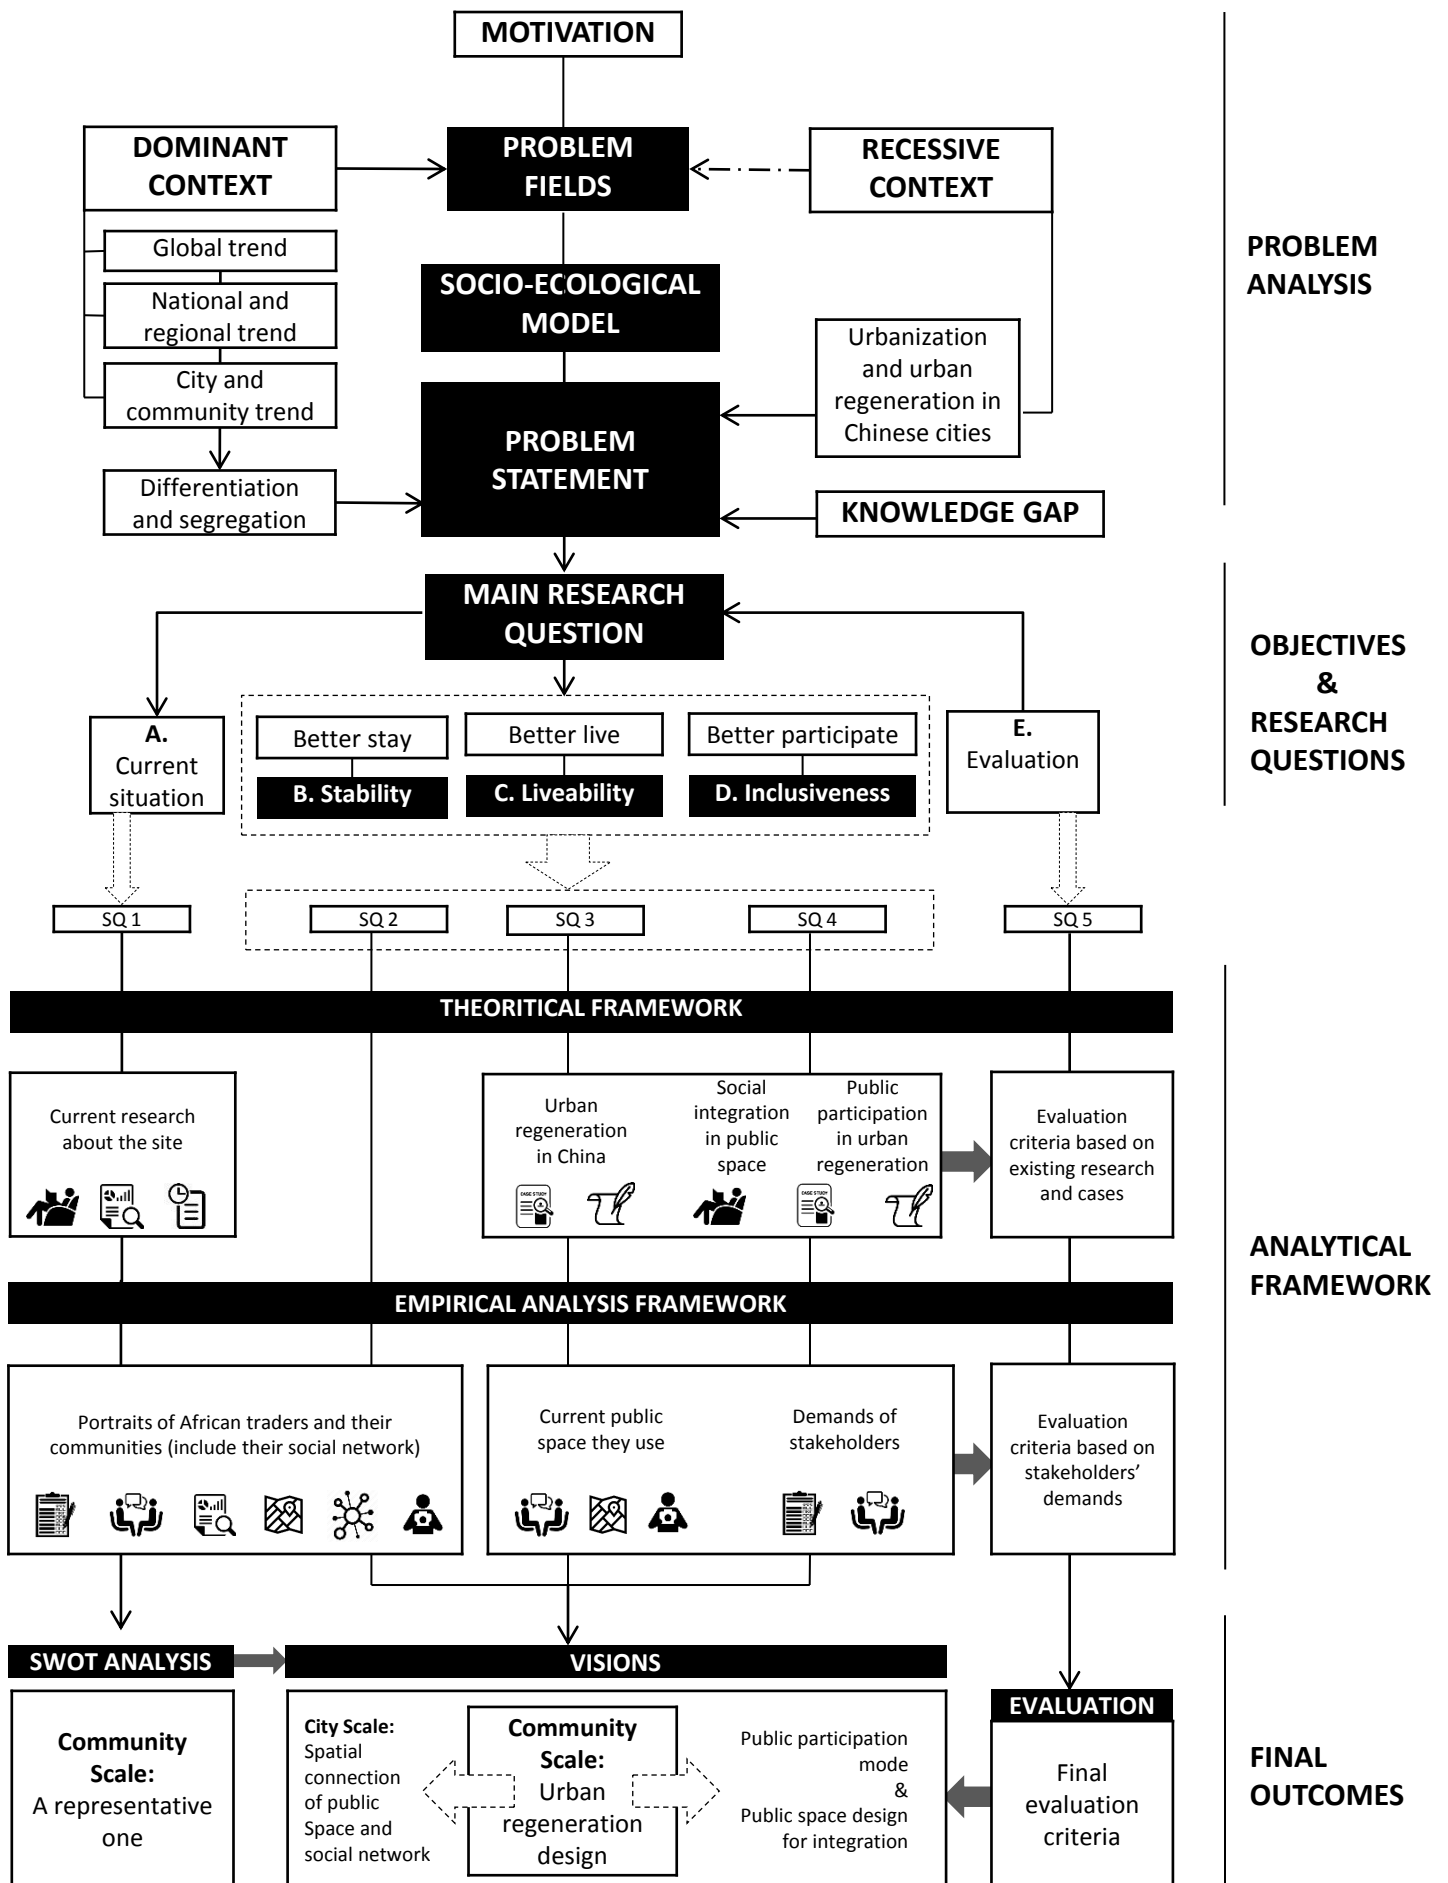 MOTIVATION
DOMINANT
CONTEXT
PROBLEM
FIELDS
RECESSIVE
CONTEXT
Global trend
National and
regional trend
City and
community trend
Differentiation
and segregation
SOCIO-ECOLOGICAL
MODEL
PROBLEM
STATEMENT
Urbanization
and urban
regeneration in
Chinese cities
KNOWLEDGE GAP
PROBLEM
ANALYSIS
MAIN RESEARCH
QUESTION
A.
Current
situation
Better stay
B. Stability
Better live
C. Liveability
Better participate
D. Inclusiveness
E.
Evaluation
OBJECTIVES
&
RESEARCH
QUESTIONS
SQ 1
SQ 2
SQ 3
SQ 4
SQ 5
THEORITICAL FRAMEWORK
Current research
about the site
Urban
regeneration
in China
CASE STUDY
Social
integration
in public
space
Public
participation
in urban
regeneration
CASE STUDY
Evaluation
criteria based on
existing research
and cases
EMPIRICAL ANALYSIS FRAMEWORK
Portraits of African traders and their
communities (include their social network)
Current public
space they use
Demands of
stakeholders
Evaluation
criteria based on
stakeholders’
demands
ANALYTICAL
FRAMEWORK
SWOT ANALYSIS
Community
Scale:
A representative
one
VISIONS
City Scale:
Spatial
connection
of public
Space and
social network
Community
Scale:
Urban
regeneration
design
Public participation
mode
&
Public space design
for integration
EVALUATION
Final
evaluation
criteria
FINAL
OUTCOMES